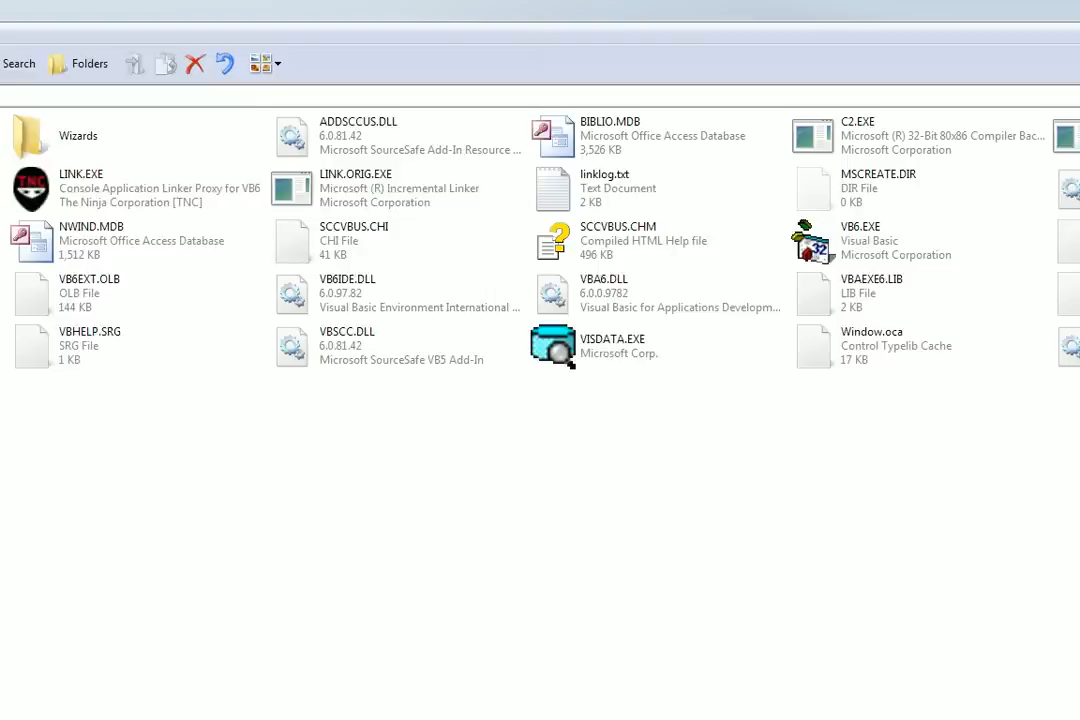 Search
Folders
Wizards
ADDSCCUS.DLL
6.0.81.42
Microsoft SourceSafe Add-In Resource ...
BIBLIO.MDB
Microsoft Office Access Database
3,526 KB
C2.EXE
Microsoft (R) 32-Bit 80x86 Compiler Bac...
Microsoft Corporation
LINK.EXE
Console Application Linker Proxy for VB6
The Ninja Corporation [TNC]
LINK.ORIG.EXE
Microsoft (R) Incremental Linker
Microsoft Corporation
linklog.txt
Text Document
2 KB
MSCREATE.DIR
DIR File
0 KB
NWIND.MDB
Microsoft Office Access Database
1,512 KB
SCCVBUS.CHI
CHI File
41 KB
SCCVBUS.CHM
Compiled HTML Help file
496 KB
VB6.EXE
Visual Basic
Microsoft Corporation
VB6EXT.OLB
OLB File
144 KB
VB6IDE.DLL
6.0.97.82
Visual Basic Environment International ...
VBA6.DLL
6.0.0.9782
Visual Basic for Applications Developm...
VBAEXE6.LIB
LIB File
2 KB
VBHELP.SRG
SRG File
1 KB
VBSCC.DLL
6.0.81.42
Microsoft SourceSafe VB5 Add-In
VISDATA.EXE
Microsoft Corp.
Window.oca
Control Typelib Cache
17 KB
TNC
32